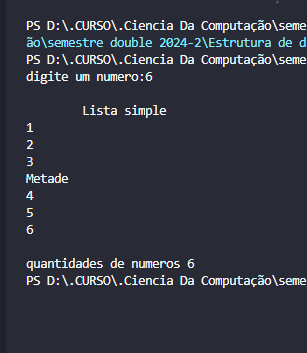 PS D:\.CURSO\.Ciencia Da Computação\seme
ão\semestre double 2024-2\Estrutura de d
PS D:\.CURSO\.Ciencia Da Computação\seme
digite um numero:6
Lista simple
1
2
3
Metade
4
5
6
quantidades de numeros 6
PS D:\.CURSO\.Ciencia Da Computação\seme